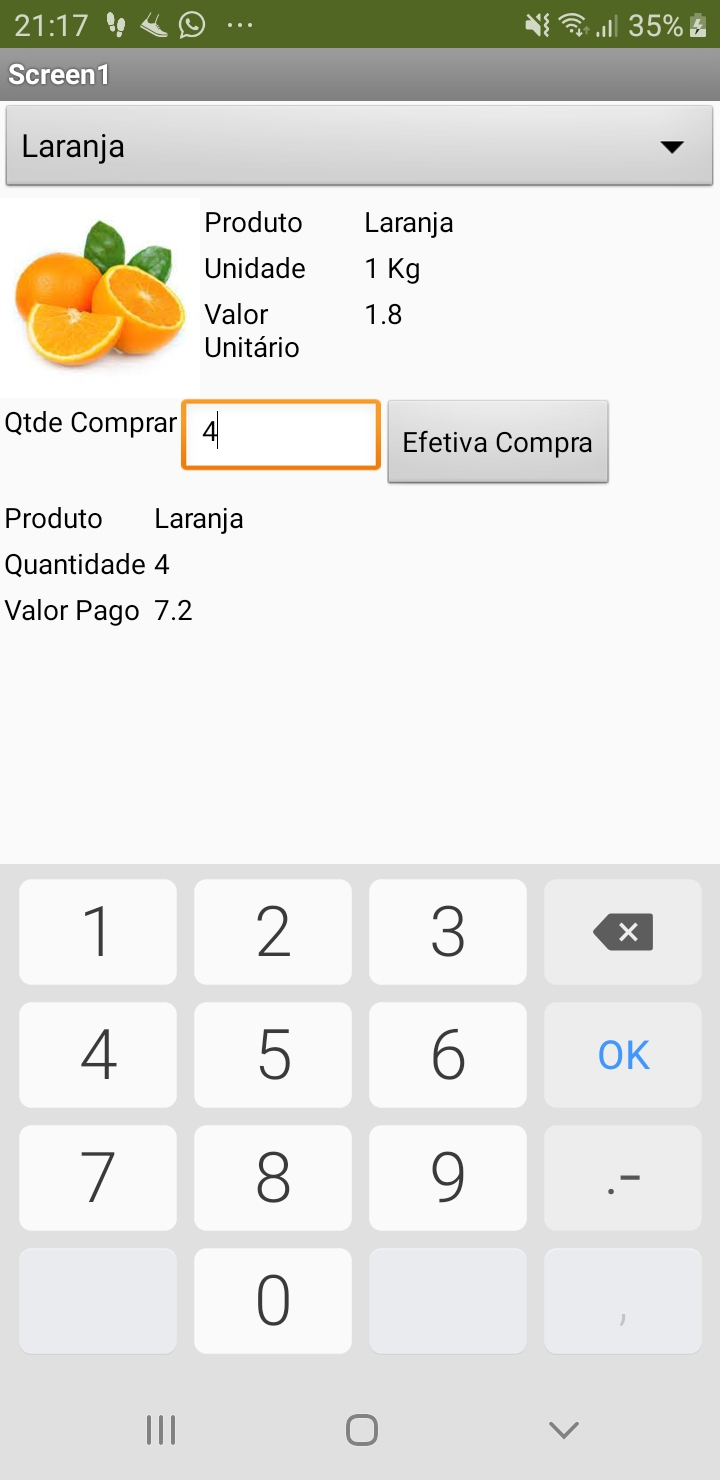 21:17 35%
Screen1
Laranja
Produto Laranja
Unidade 1 Kg
Valor Unitário 1.8
Qtde Comprar 4 Efetiva Compra
Produto Laranja
Quantidade 4
Valor Pago 7.2
1 2 3
4 5 6 OK
7 8 9 .-
0 ,